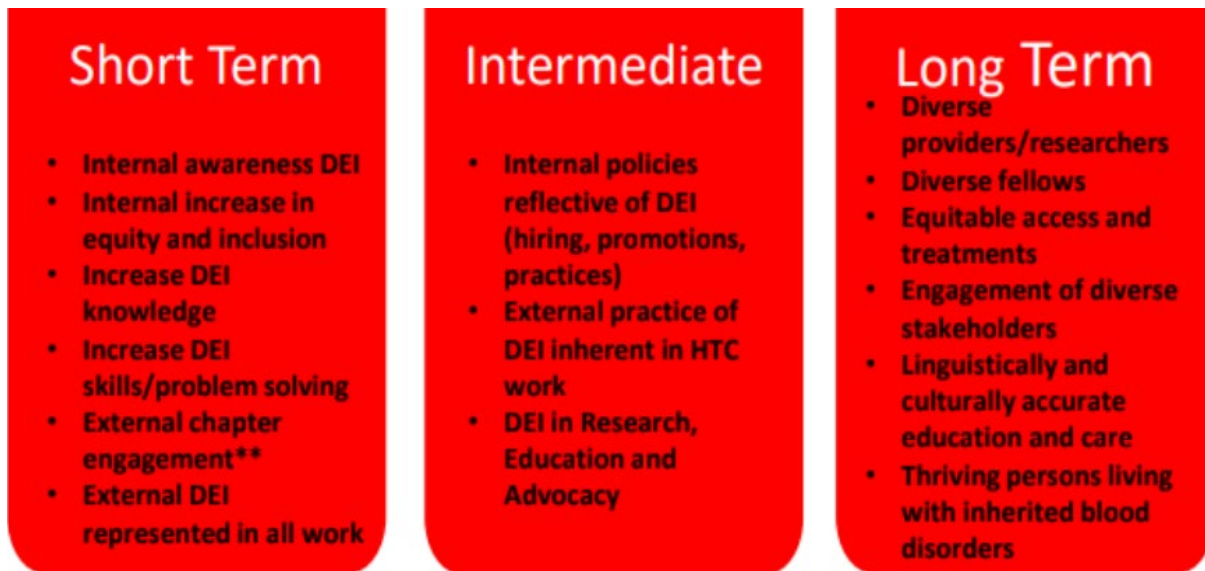 Short Term
• Internal awareness DEI
• Internal increase in
equity and inclusion
• Increase DEI
knowledge
• Increase DEI
skills/problem solving
• External chapter
engagement**
• External DEI
represented in all work
Intermediate
• Internal policies
reflective of DEI
(hiring, promotions,
practices)
• External practice of
DEI inherent in HTC
work
• DEI in Research,
Education and
Advocacy
Long Term
• Diverse
providers/researchers
• Diverse fellows
• Equitable access and
treatments
• Engagement of diverse
stakeholders
• Linguistically and
culturally accurate
education and care
• Thriving persons living
with inherited blood
disorders